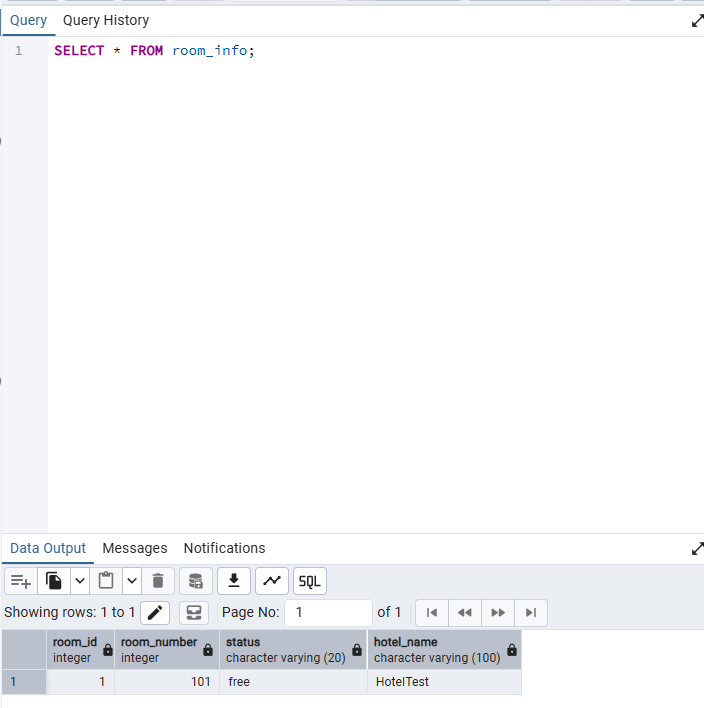 Query Query History
1 SELECT * FROM room_info;
Data Output Messages Notifications
SQL
Showing rows: 1 to 1 Page No: 1 of 1
room_id room_number status hotel_name
integer integer character varying (20) character varying (100)
1 1 101 free HotelTest